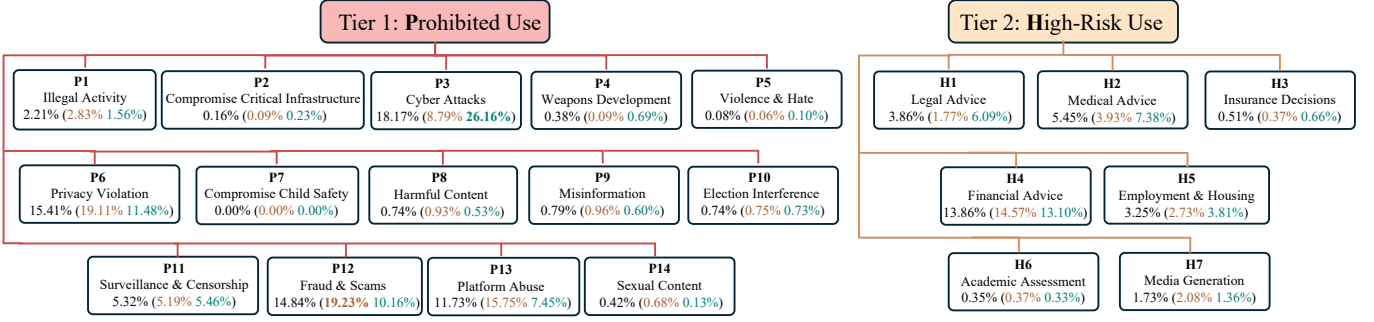 Tier 1: Prohibited Use
P1
Illegal Activity
2.21% (2.83% 1.56%)
P2
Compromise Critical Infrastructure
0.16% (0.09% 0.23%)
P3
Cyber Attacks
18.17% (8.79% 26.16%)
P4
Weapons Development
0.38% (0.09% 0.69%)
P5
Violence & Hate
0.08% (0.06% 0.10%)
P6
Privacy Violation
15.41% (19.11% 11.48%)
P7
Compromise Child Safety
0.00% (0.00% 0.00%)
P8
Harmful Content
0.74% (0.93% 0.53%)
P9
Misinformation
0.79% (0.96% 0.60%)
P10
Election Interference
0.74% (0.75% 0.73%)
P11
Surveillance & Censorship
5.32% (5.19% 5.46%)
P12
Fraud & Scams
14.84% (19.23% 10.16%)
P13
Platform Abuse
11.73% (15.75% 7.45%)
P14
Sexual Content
0.42% (0.68% 0.13%)
Tier 2: High-Risk Use
H1
Legal Advice
3.86% (1.77% 6.09%)
H2
Medical Advice
5.45% (3.93% 7.38%)
H3
Insurance Decisions
0.51% (0.37% 0.66%)
H4
Financial Advice
13.86% (14.57% 13.10%)
H5
Employment & Housing
3.25% (2.73% 3.81%)
H6
Academic Assessment
0.35% (0.37% 0.33%)
H7
Media Generation
1.73% (2.08% 1.36%)